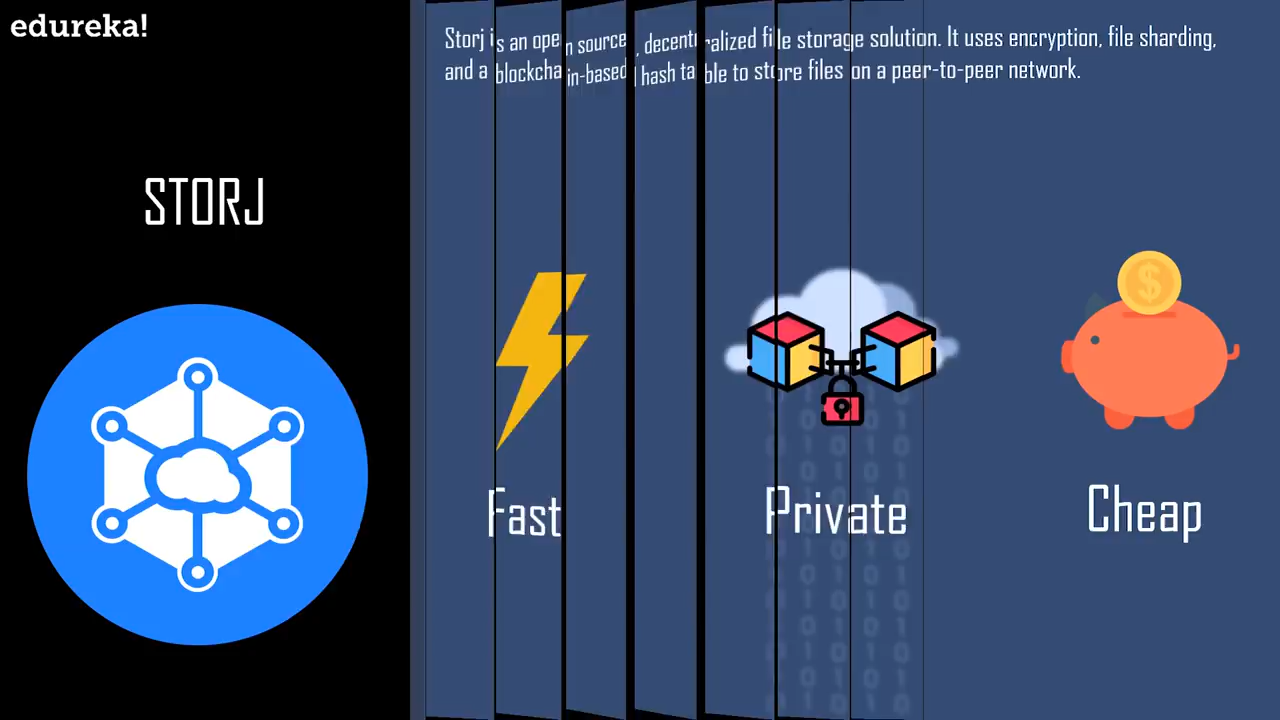 edureka!
Storj is an open source, decentralized file storage solution. It uses encryption, file sharding,
and a blockchain-based hash table to store files on a peer-to-peer network.
STORJ
$
Fast
Private
Cheap